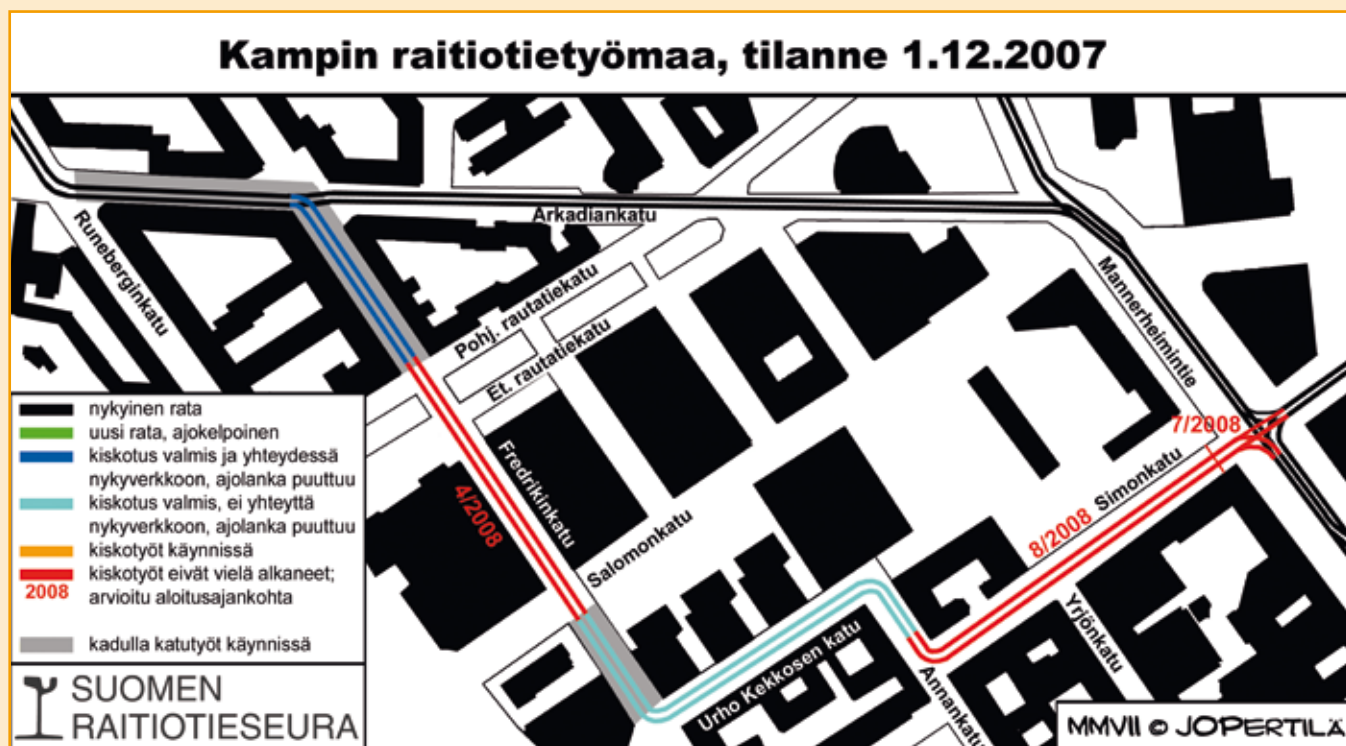 Kampin raitiotietyömaa, tilanne 1.12.2007
Arkadiankatu
Runeberginkatu
Pohj. rautatiekatu
Et. rautatiekatu
Mannerheimintie
Fredrikinkatu
4/2008
Salomonkatu
7/2008
Simonkatu
8/2008
Yrjönkatu
Urho Kekkosen katu
Annankatu
nykyinen rata
uusi rata, ajokelpoinen
kiskotus valmis ja yhteydessä
nykyverkkoon, ajolanka puuttuu
kiskotus valmis, ei yhteyttä
nykyverkkoon, ajolanka puuttuu
kiskotyöt käynnissä
kiskotyöt eivät vielä alkaneet;
2008 arvioitu aloitusajankohta
kadulla katutyöt käynnissä
SUOMEN
RAITIOTIESEURA
MMVII © JOPERTILÄ